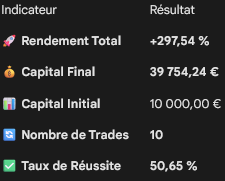 Indicateur Résultat
🚀 Rendement Total +297,54 %
💰 Capital Final 39 754,24 €
📊 Capital Initial 10 000,00 €
🔄 Nombre de Trades 10
✅ Taux de Réussite 50,65 %